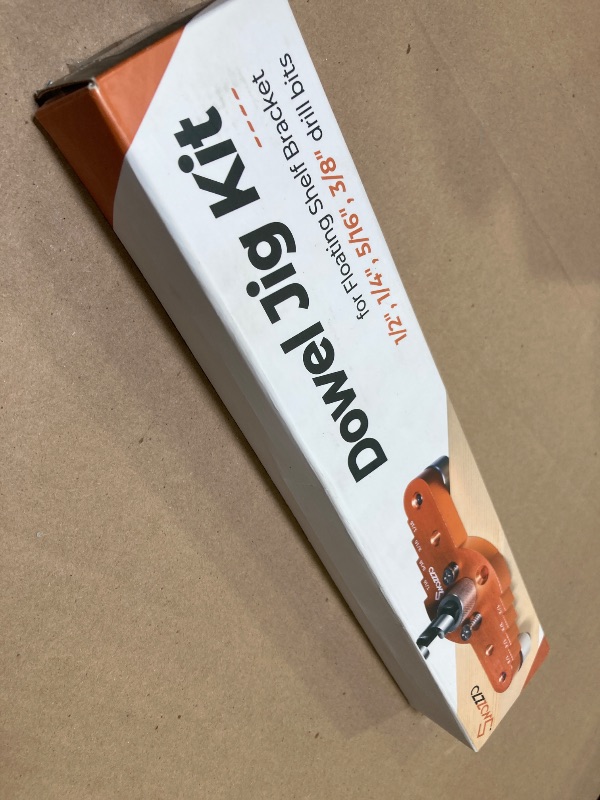 Dowel Jig Kit
for Floating Shelf Bracket
1/2", 1/4", 5/16", 3/8" drill bits